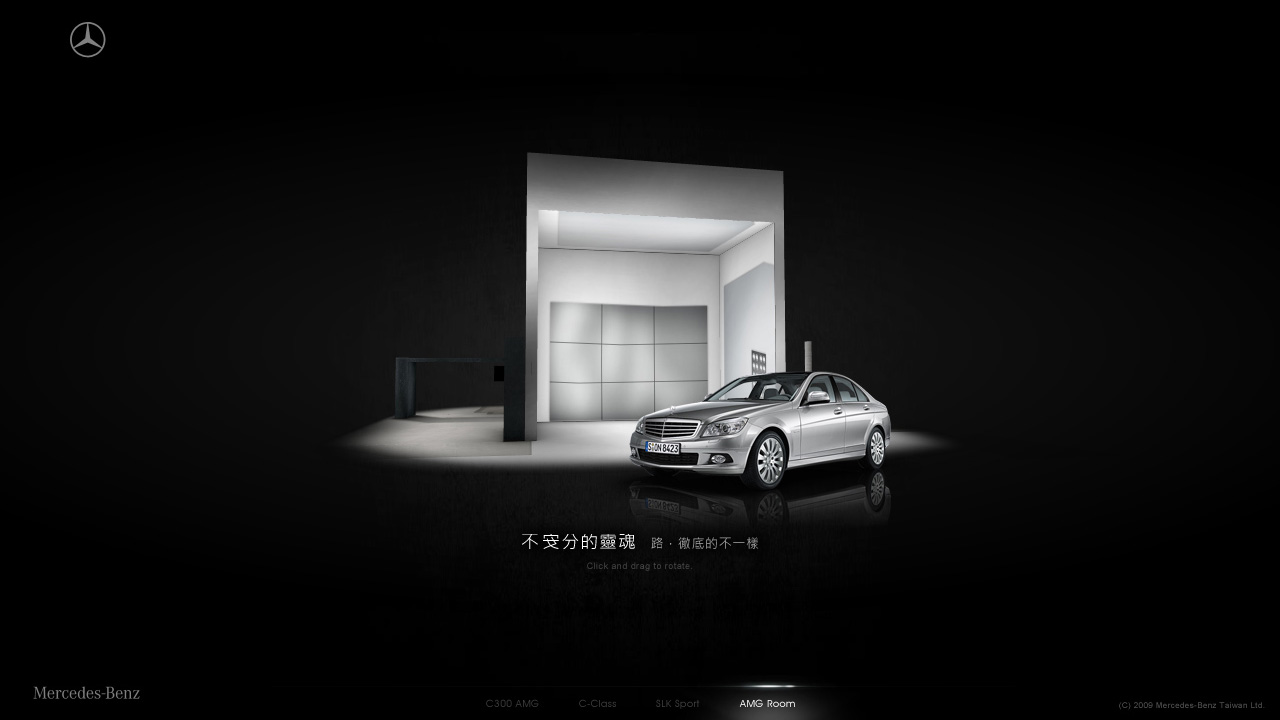 S ON 8423
不安分的靈魂 路，徹底的不一樣
Click and drag to rotate.
Mercedes-Benz
C300 AMG
C-Class
SLK Sport
AMG Room
(C) 2009 Mercedes-Benz Taiwan Ltd